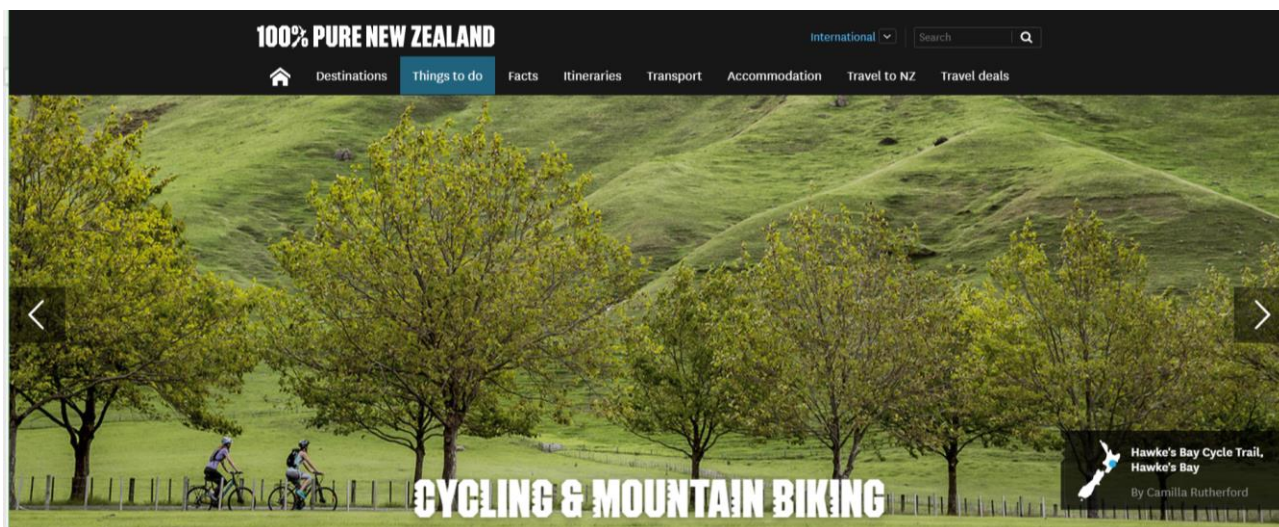 100% PURE NEW ZEALAND
International
Search
Destinations Things to do Facts Itineraries Transport Accommodation Travel to NZ Travel deals
Hawke's Bay Cycle Trail,
Hawke's Bay
By Camilla Rutherford
CYCLING & MOUNTAIN BIKING